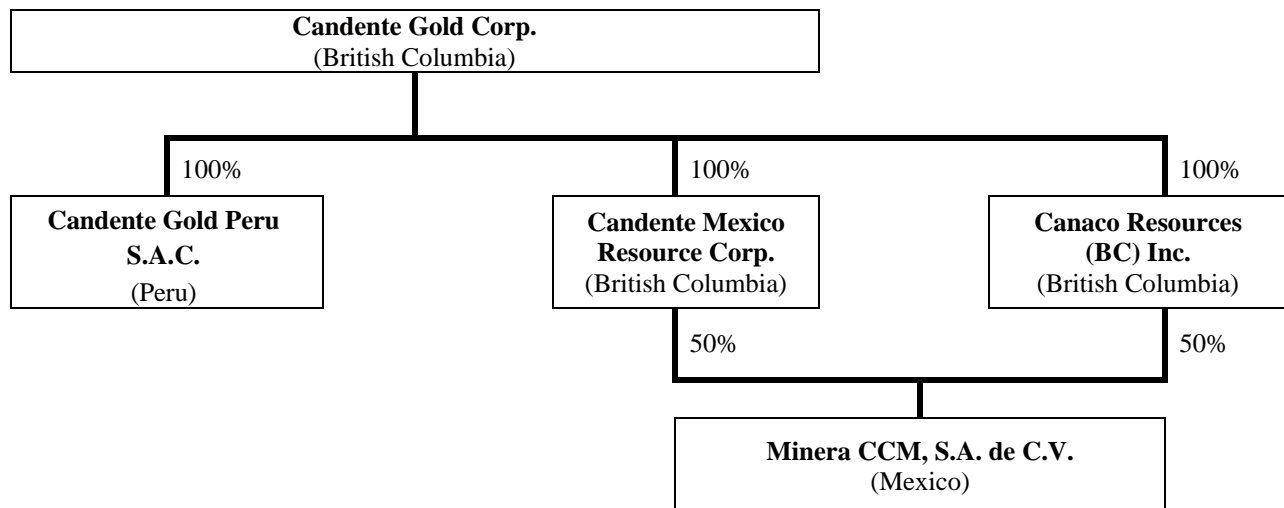 Candente Gold Corp.
(British Columbia)
100%
100%
100%
Candente Gold Peru
S.A.C.
(Peru)
Candente Mexico
Resource Corp.
(British Columbia)
Canaco Resources
(BC) Inc.
(British Columbia)
50%
50%
Minera CCM, S.A. de C.V.
(Mexico)